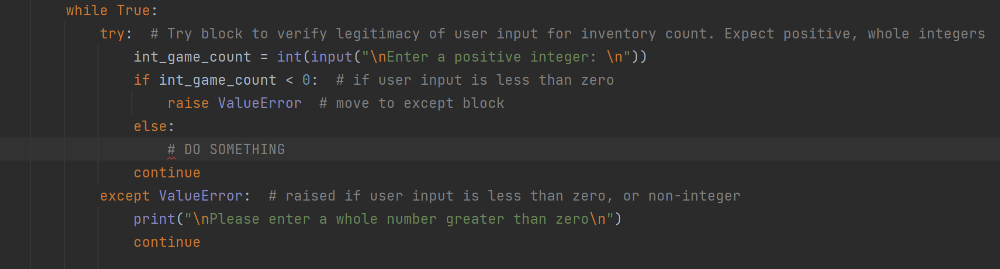 while True:
try:  # Try block to verify legitimacy of user input for inventory count. Expect positive, whole integers
int_game_count = int(input("\nEnter a positive integer: \n"))
if int_game_count < 0:  # if user input is less than zero
raise ValueError  # move to except block
else:
# DO SOMETHING
continue
except ValueError:  # raised if user input is less than zero, or non-integer
print("\nPlease enter a whole number greater than zero\n")
continue